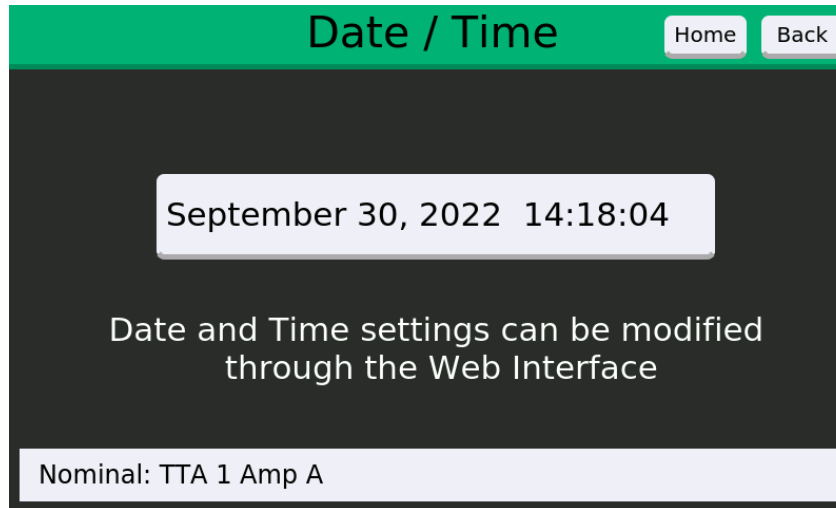 Date / Time
Home
Back
September 30, 2022 14:18:04
Date and Time settings can be modified
through the Web Interface
Nominal: TTA 1 Amp A